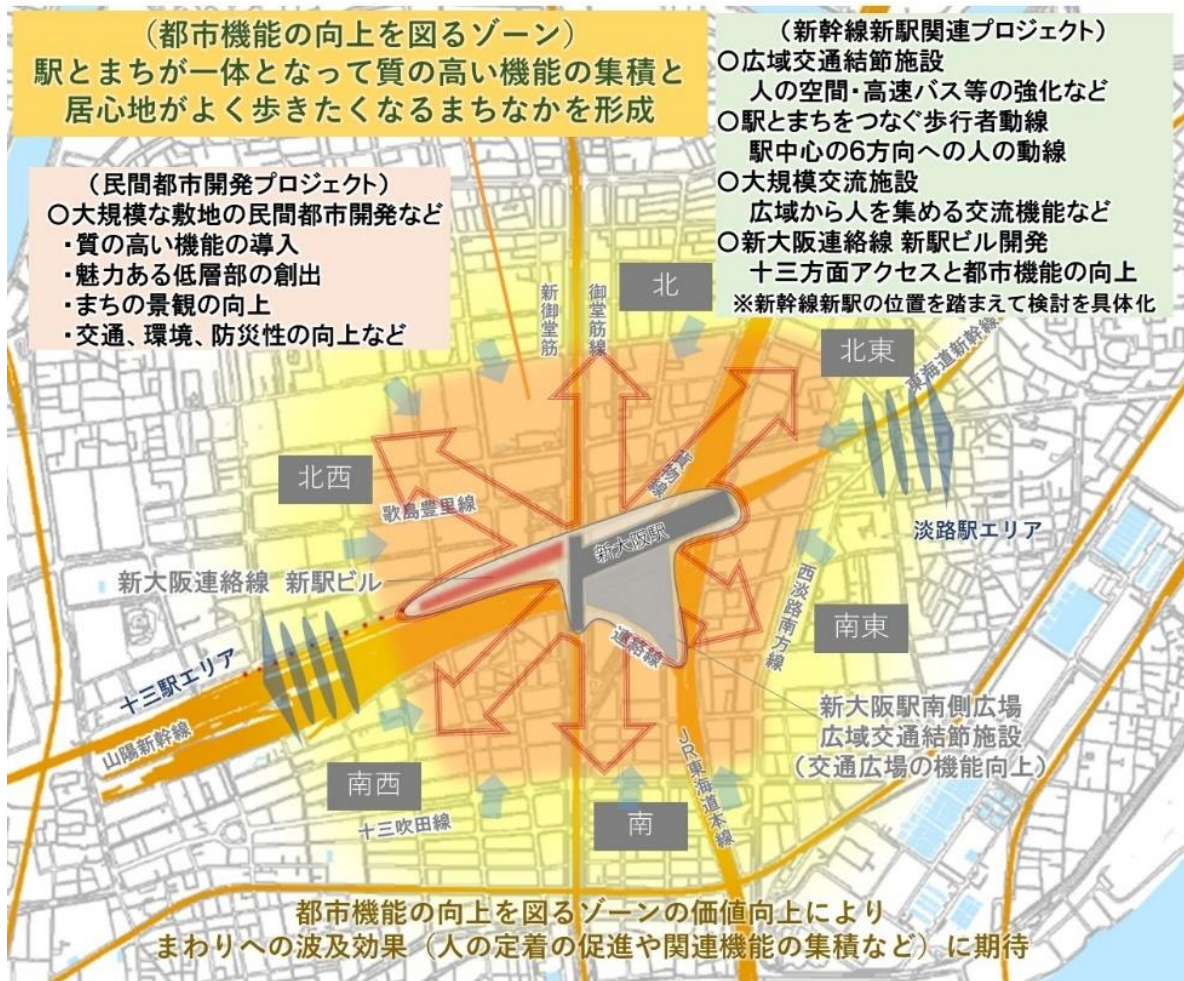 （都市機能の向上を図るゾーン）
駅とまちが一体となって質の高い機能の集積と
居心地がよく歩きたくなるまちなかを形成
（新幹線新駅関連プロジェクト）
○広域交通結節施設
人の空間・高速バス等の強化など
○駅とまちをつなぐ歩行者動線
駅中心の6方向への人の動線
○大規模交流施設
広域から人を集める交流機能など
○新大阪連絡線 新駅ビル開発
十三方面アクセスと都市機能の向上
※新幹線新駅の位置を踏まえて検討を具体化
（民間都市開発プロジェクト）
○大規模な敷地の民間都市開発など
・質の高い機能の導入
・魅力ある低層部の創出
・まちの景観の向上
・交通、環境、防災性の向上など
新御堂筋
御堂筋線
北
北東
東海道新幹線
北西
歌島豊里線
貨物線
新大阪駅
淡路駅エリア
新大阪連絡線 新駅ビル
西淡路南方線
南東
連絡線
十三駅エリア
山陽新幹線
新大阪駅南側広場
広域交通結節施設
（交通広場の機能向上）
JR東海道本線
南西
南
十三吹田線
都市機能の向上を図るゾーンの価値向上により
まわりへの波及効果（人の定着の促進や関連機能の集積など）に期待